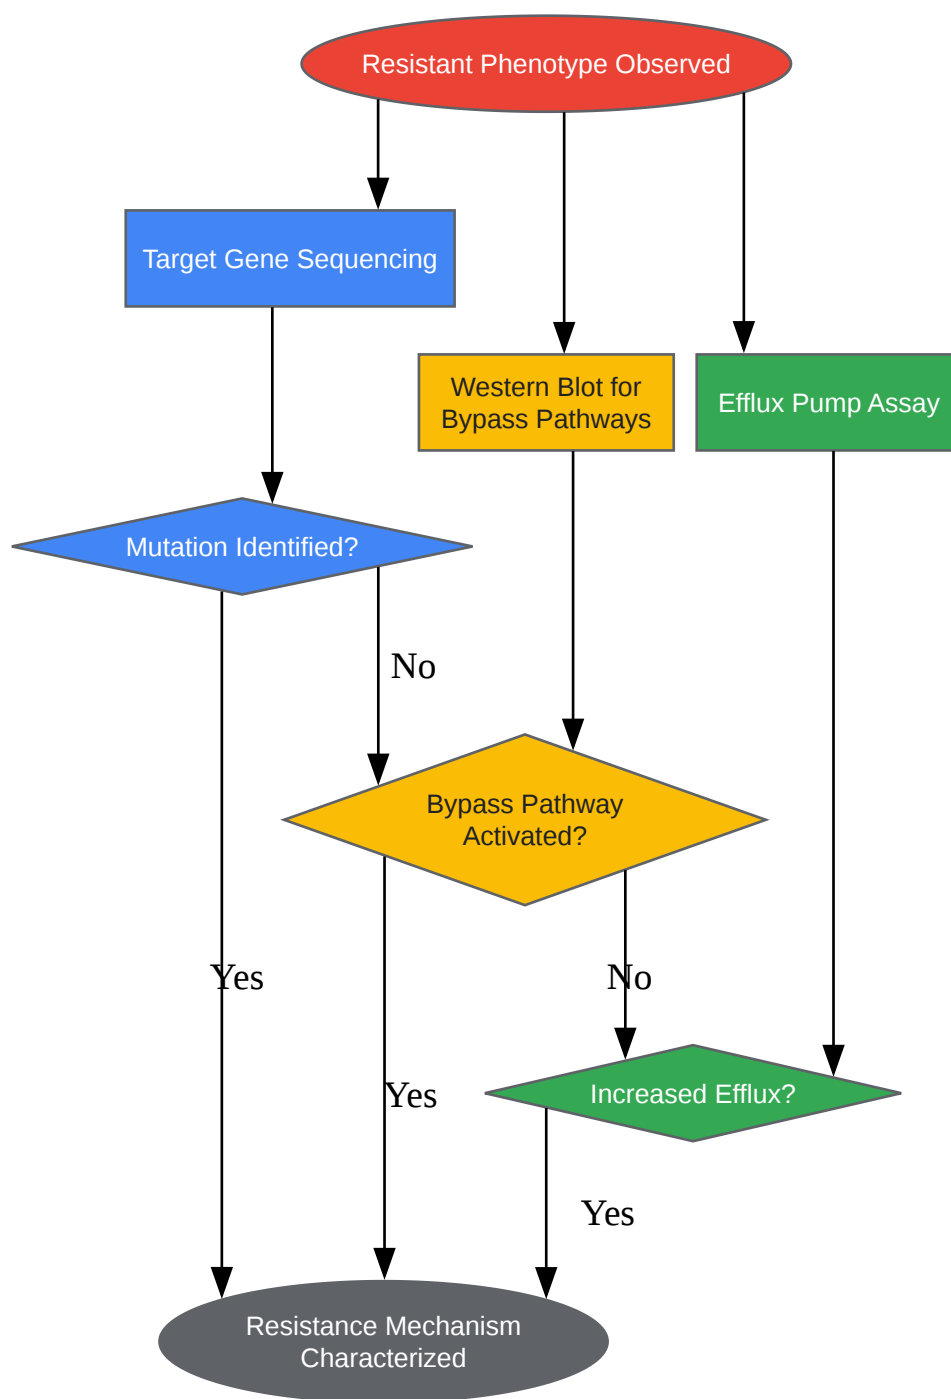 Resistant Phenotype Observed
Target Gene Sequencing
Western Blot for
Bypass Pathways
Efflux Pump Assay
Mutation Identified?
No
Bypass Pathway
Activated?
Yes
No
Increased Efflux?
Yes
Yes
Resistance Mechanism
Characterized